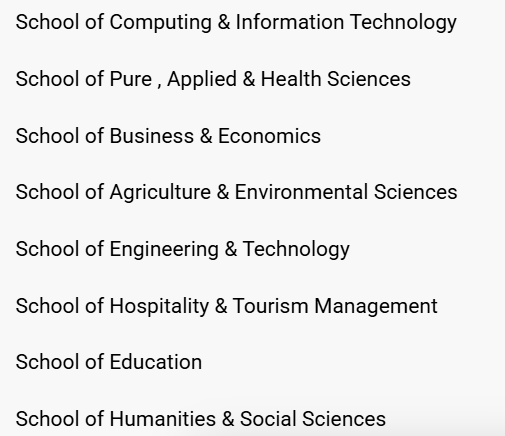 School of Computing & Information Technology
School of Pure , Applied & Health Sciences
School of Business & Economics
School of Agriculture & Environmental Sciences
School of Engineering & Technology
School of Hospitality & Tourism Management
School of Education
School of Humanities & Social Sciences